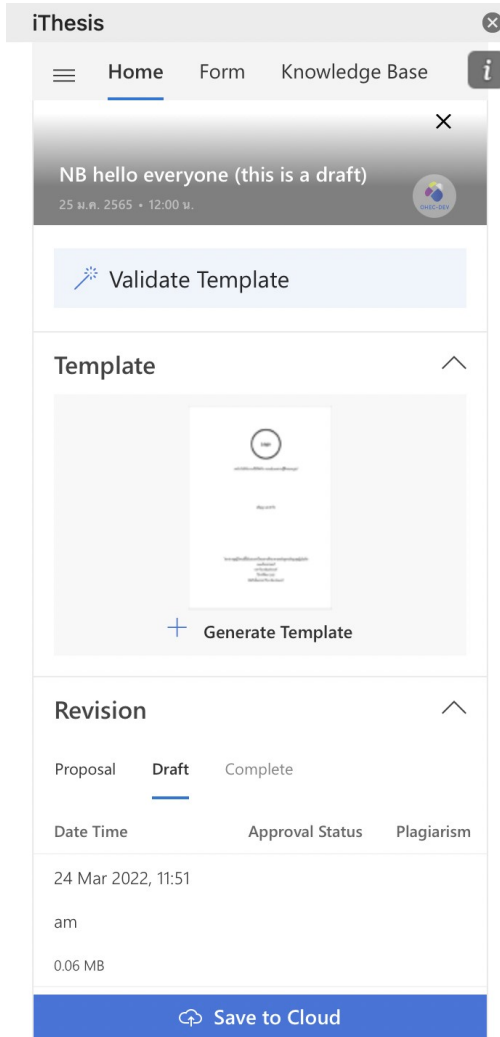 iThesis
Home Form Knowledge Base
i
NB hello everyone (this is a draft)
25 ม.ค. 2565 • 12:00 น.
OHEC-DEV
Validate Template
Template
Generate Template
Revision
Proposal Draft Complete
Date Time Approval Status Plagiarism
24 Mar 2022, 11:51
am
0.06 MB
Save to Cloud